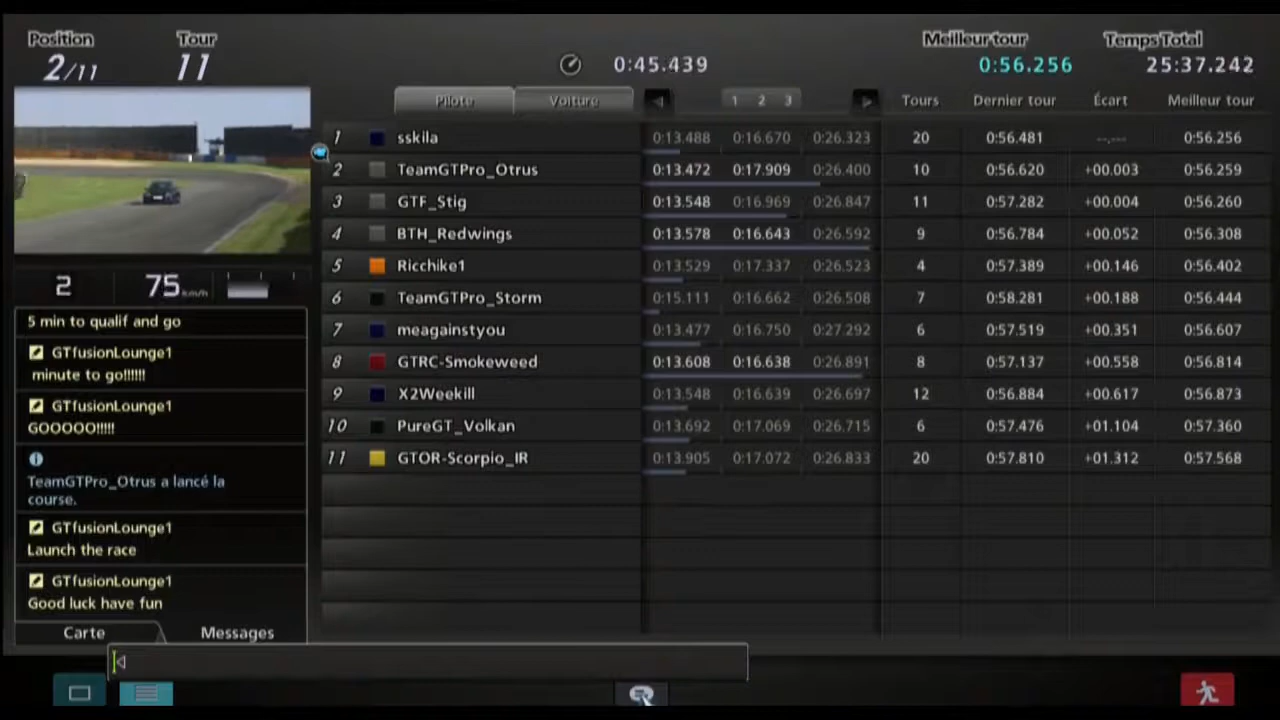 Position Tour Meilleur tour Temps Total
2/11 11 0:45.439 0:56.256 25:37.242
Pilote Voiture 1 2 3 Tours Dernier tour Écart Meilleur tour
1 sskila 0:13.488 0:16.670 0:26.323 20 0:56.481 --.--- 0:56.256
2 TeamGTPro_Otrus 0:13.472 0:17.909 0:26.400 10 0:56.620 +00.003 0:56.259
3 GTF_Stig 0:13.548 0:16.969 0:26.847 11 0:57.282 +00.004 0:56.260
4 BTH_Redwings 0:13.578 0:16.643 0:26.592 9 0:56.784 +00.052 0:56.308
5 Ricchike1 0:13.529 0:17.337 0:26.523 4 0:57.389 +00.146 0:56.402
6 TeamGTPro_Storm 0:15.111 0:16.662 0:26.508 7 0:58.281 +00.188 0:56.444
7 meagainstyou 0:13.477 0:16.750 0:27.292 6 0:57.519 +00.351 0:56.607
8 GTRC-Smokeweed 0:13.608 0:16.638 0:26.891 8 0:57.137 +00.558 0:56.814
9 X2Weekill 0:13.548 0:16.639 0:26.697 12 0:56.884 +00.617 0:56.873
10 PureGT_Volkan 0:13.692 0:17.069 0:26.715 6 0:57.476 +01.104 0:57.360
11 GTOR-Scorpio_IR 0:13.905 0:17.072 0:26.833 20 0:57.810 +01.312 0:57.568
2 75 km/h
5 min to qualif and go
GTfusionLounge1
minute to go!!!!!!
GTfusionLounge1
GOOOOO!!!!!
TeamGTPro_Otrus a lancé la
course.
GTfusionLounge1
Launch the race
GTfusionLounge1
Good luck have fun
Carte Messages